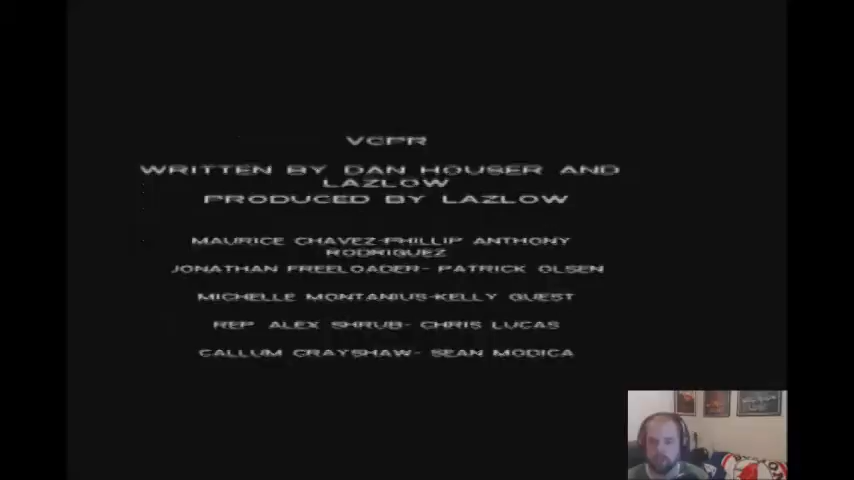 VCPR
WRITTEN BY DAN HOUSER AND
LAZLOW
PRODUCED BY LAZLOW
MAURICE CHAVEZ-PHILLIP ANTHONY
RODRIGUEZ
JONATHAN FREELOADER- PATRICK OLSEN
MICHELLE MONTANIUS-KELLY GUEST
REP ALEX SHRUB- CHRIS LUCAS
CALLUM CRAYSHAW- SEAN MODICA